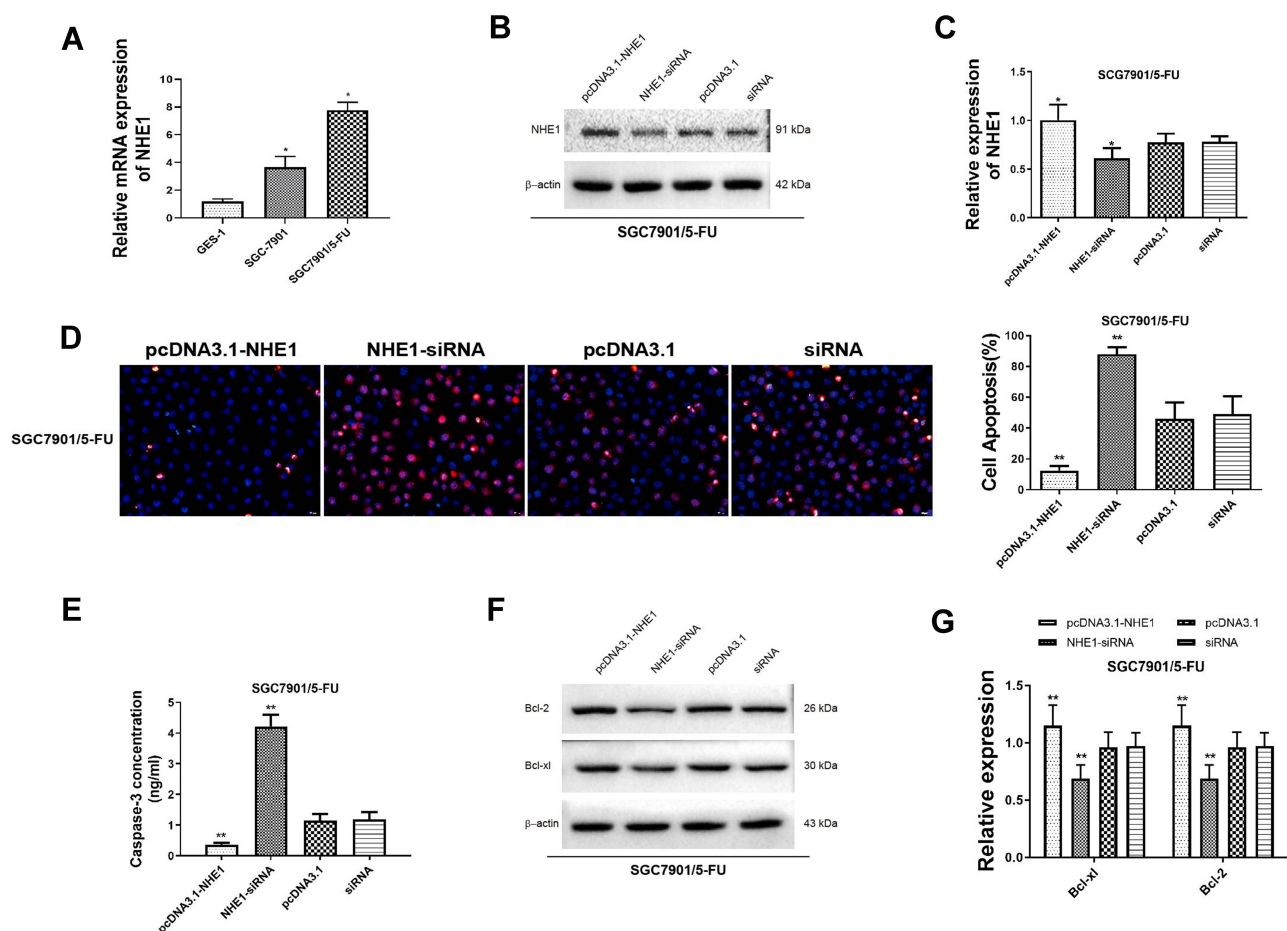 A
Relative mRNA expression
of NHE1
10
8
6
4
2
0
*
*
GES-1
SGC-7901
SGC7901/5-FU
B
pcDNA3.1-NHE1
NHE1-siRNA
pcDNA3.1
siRNA
NHE1
91 kDa
β-actin
42 kDa
SGC7901/5-FU
C
SCG7901/5-FU
Relative expression
of NHE1
1.5
1.0
0.5
0.0
*
*
pcDNA3.1-NHE1
NHE1-siRNA
pcDNA3.1
siRNA
D
pcDNA3.1-NHE1
NHE1-siRNA
pcDNA3.1
siRNA
SGC7901/5-FU
SGC7901/5-FU
Cell Apoptosis(%)
100
80
60
40
20
0
**
**
pcDNA3.1-NHE1
NHE1-siRNA
pcDNA3.1
siRNA
E
SGC7901/5-FU
Caspase-3 concentration
(ng/ml)
5
4
3
2
1
0
**
**
pcDNA3.1-NHE1
NHE1-siRNA
pcDNA3.1
siRNA
F
pcDNA3.1-NHE1
NHE1-siRNA
pcDNA3.1
siRNA
Bcl-2
26 kDa
Bcl-xl
30 kDa
β-actin
43 kDa
SGC7901/5-FU
G
pcDNA3.1-NHE1
pcDNA3.1
NHE1-siRNA
siRNA
SGC7901/5-FU
Relative expression
1.5
1.0
0.5
0.0
**
**
**
**
Bcl-xl
Bcl-2